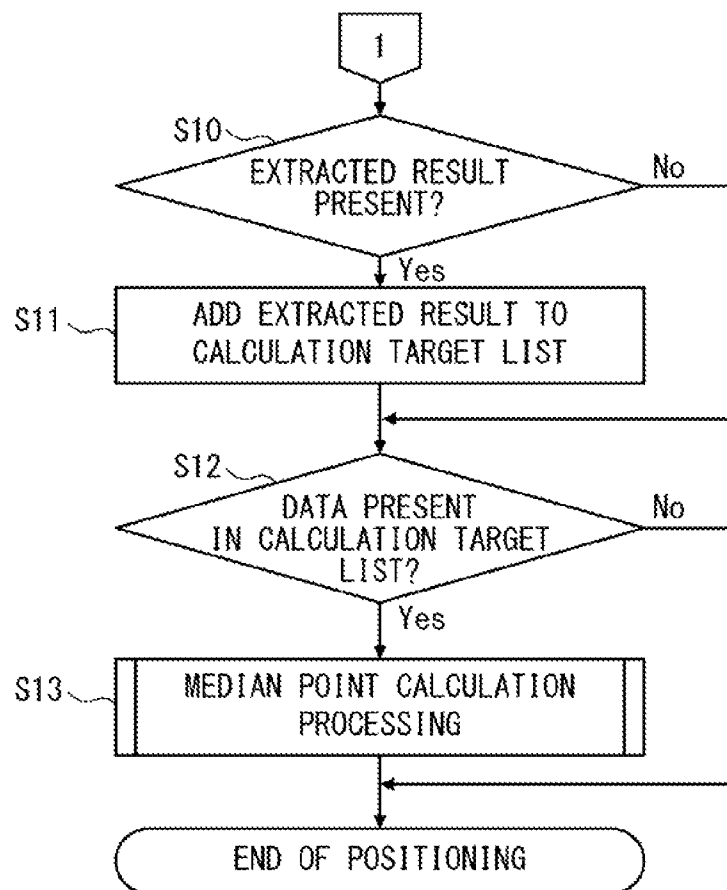 1
S10
EXTRACTED RESULT
PRESENT?
No
Yes
S11
ADD EXTRACTED RESULT TO
CALCULATION TARGET LIST
S12
DATA PRESENT
IN CALCULATION TARGET
LIST?
No
Yes
S13
MEDIAN POINT CALCULATION
PROCESSING
END OF POSITIONING